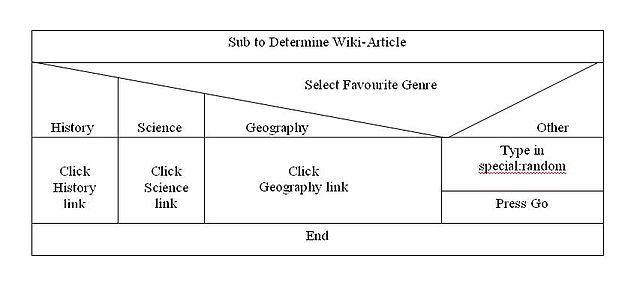 Sub to Determine Wiki-Article
Select Favourite Genre
History
Science
Geography
Other
Click
History
link
Click
Science
link
Click
Geography link
Type in
special:random
Press Go
End